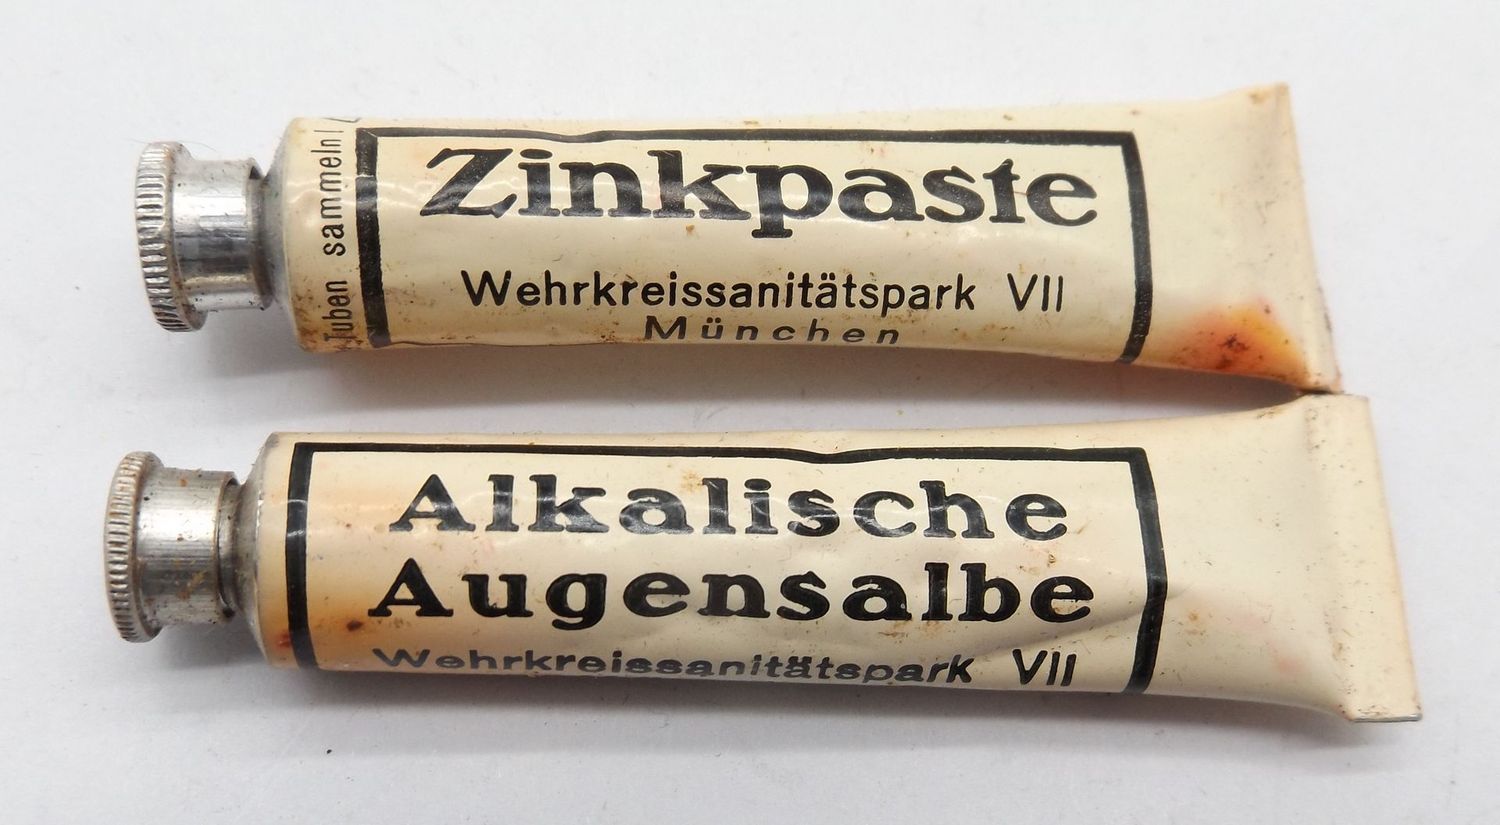 Tuben sammeln!
Zinkpaste
Wehrkreissanitätspark VII
München
Alkalische
Augensalbe
Wehrkreissanitätspark VII